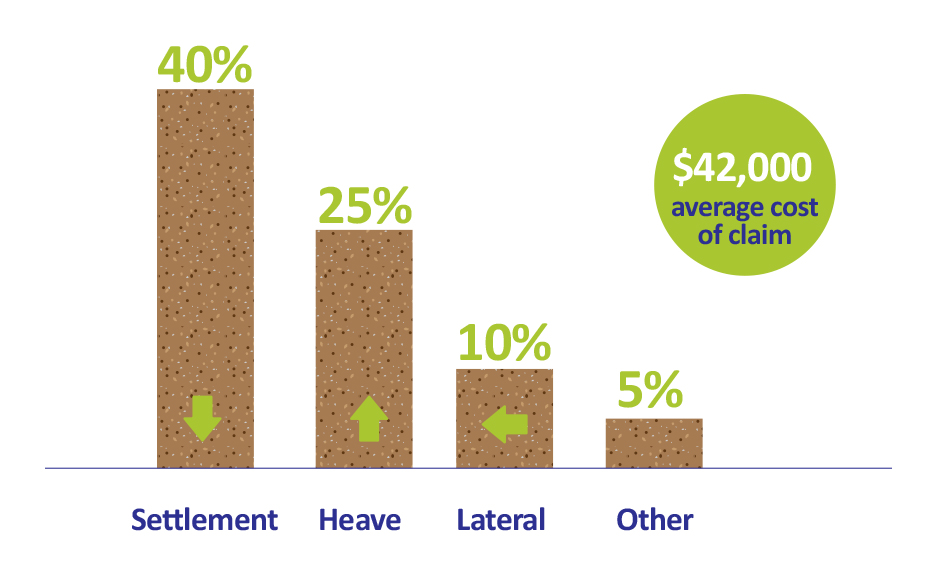 40%
25%
10%
5%
$42,000
average cost
of claim
Settlement
Heave
Lateral
Other